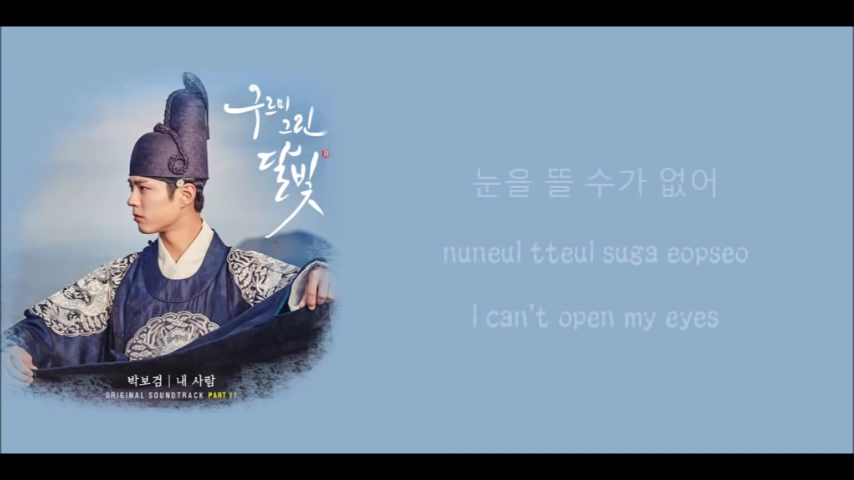 구르미
그린
달빛
박보검 | 내 사람
ORIGINAL SOUNDTRACK PART 11
눈을 뜰 수가 없어
nuneul tteul suga eopseo
I can't open my eyes